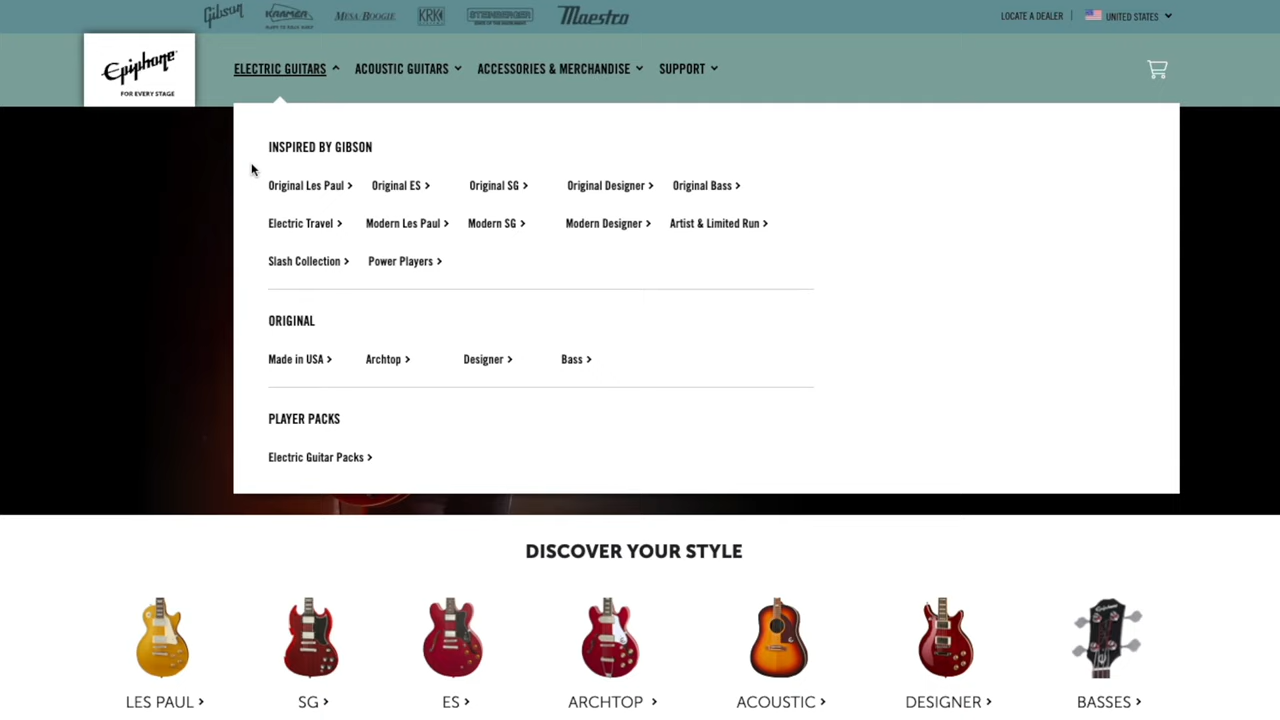 Gibson KRAMER MESA/BOOGIE KRK STEINBERGER Maestro
LOCATE A DEALER | UNITED STATES
Epiphone
FOR EVERY STAGE
ELECTRIC GUITARS ACOUSTIC GUITARS ACCESSORIES & MERCHANDISE SUPPORT
INSPIRED BY GIBSON
Original Les Paul > Original ES > Original SG > Original Designer > Original Bass >
Electric Travel > Modern Les Paul > Modern SG > Modern Designer > Artist & Limited Run >
Slash Collection > Power Players >
ORIGINAL
Made in USA > Archtop > Designer > Bass >
PLAYER PACKS
Electric Guitar Packs >
DISCOVER YOUR STYLE
Epiphone
LES PAUL > SG > ES > ARCHTOP > ACOUSTIC > DESIGNER > BASSES >